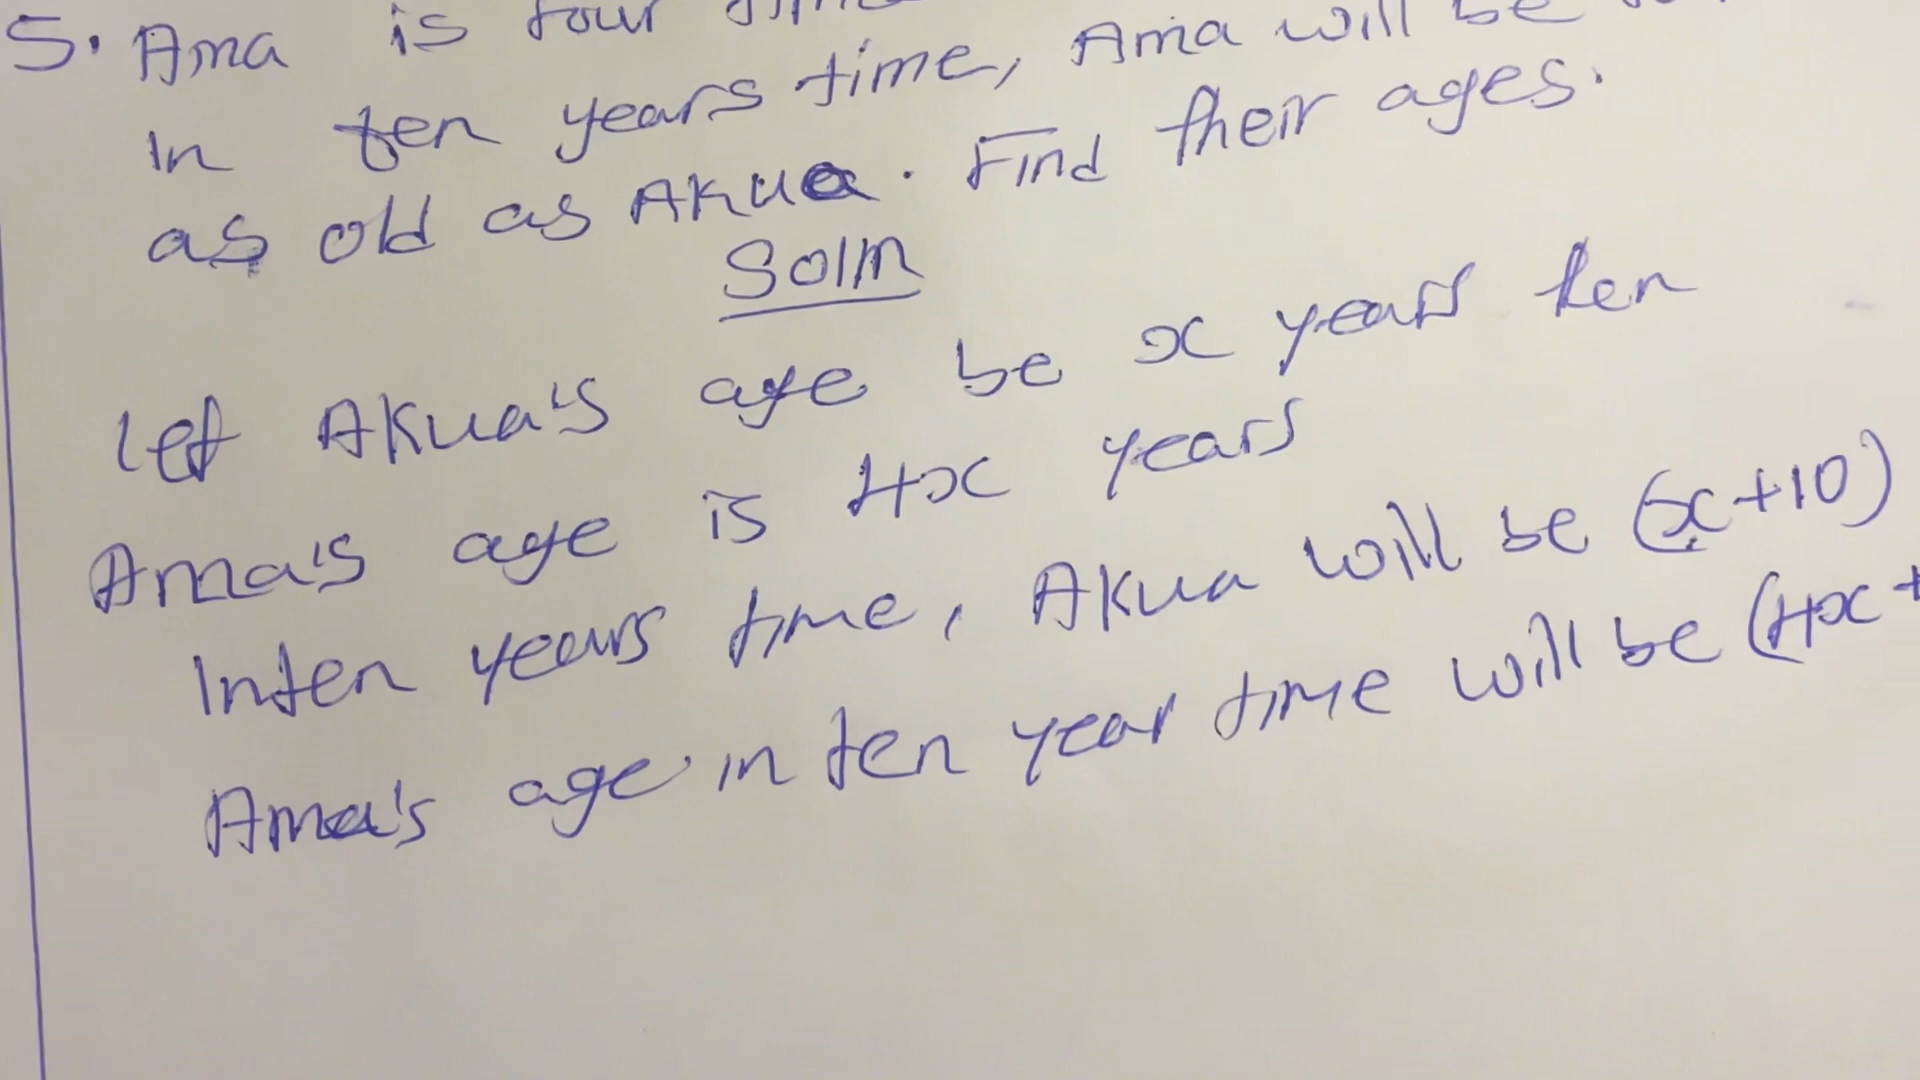 5. Ama is four
In ten years time, Ama will be
as old as Akua. Find their ages.
Soln
Let Akua's age be x years then
Ama's age is 4x years
In ten years time, Akua will be (x+10)
Ama's age in ten year time will be (4x+